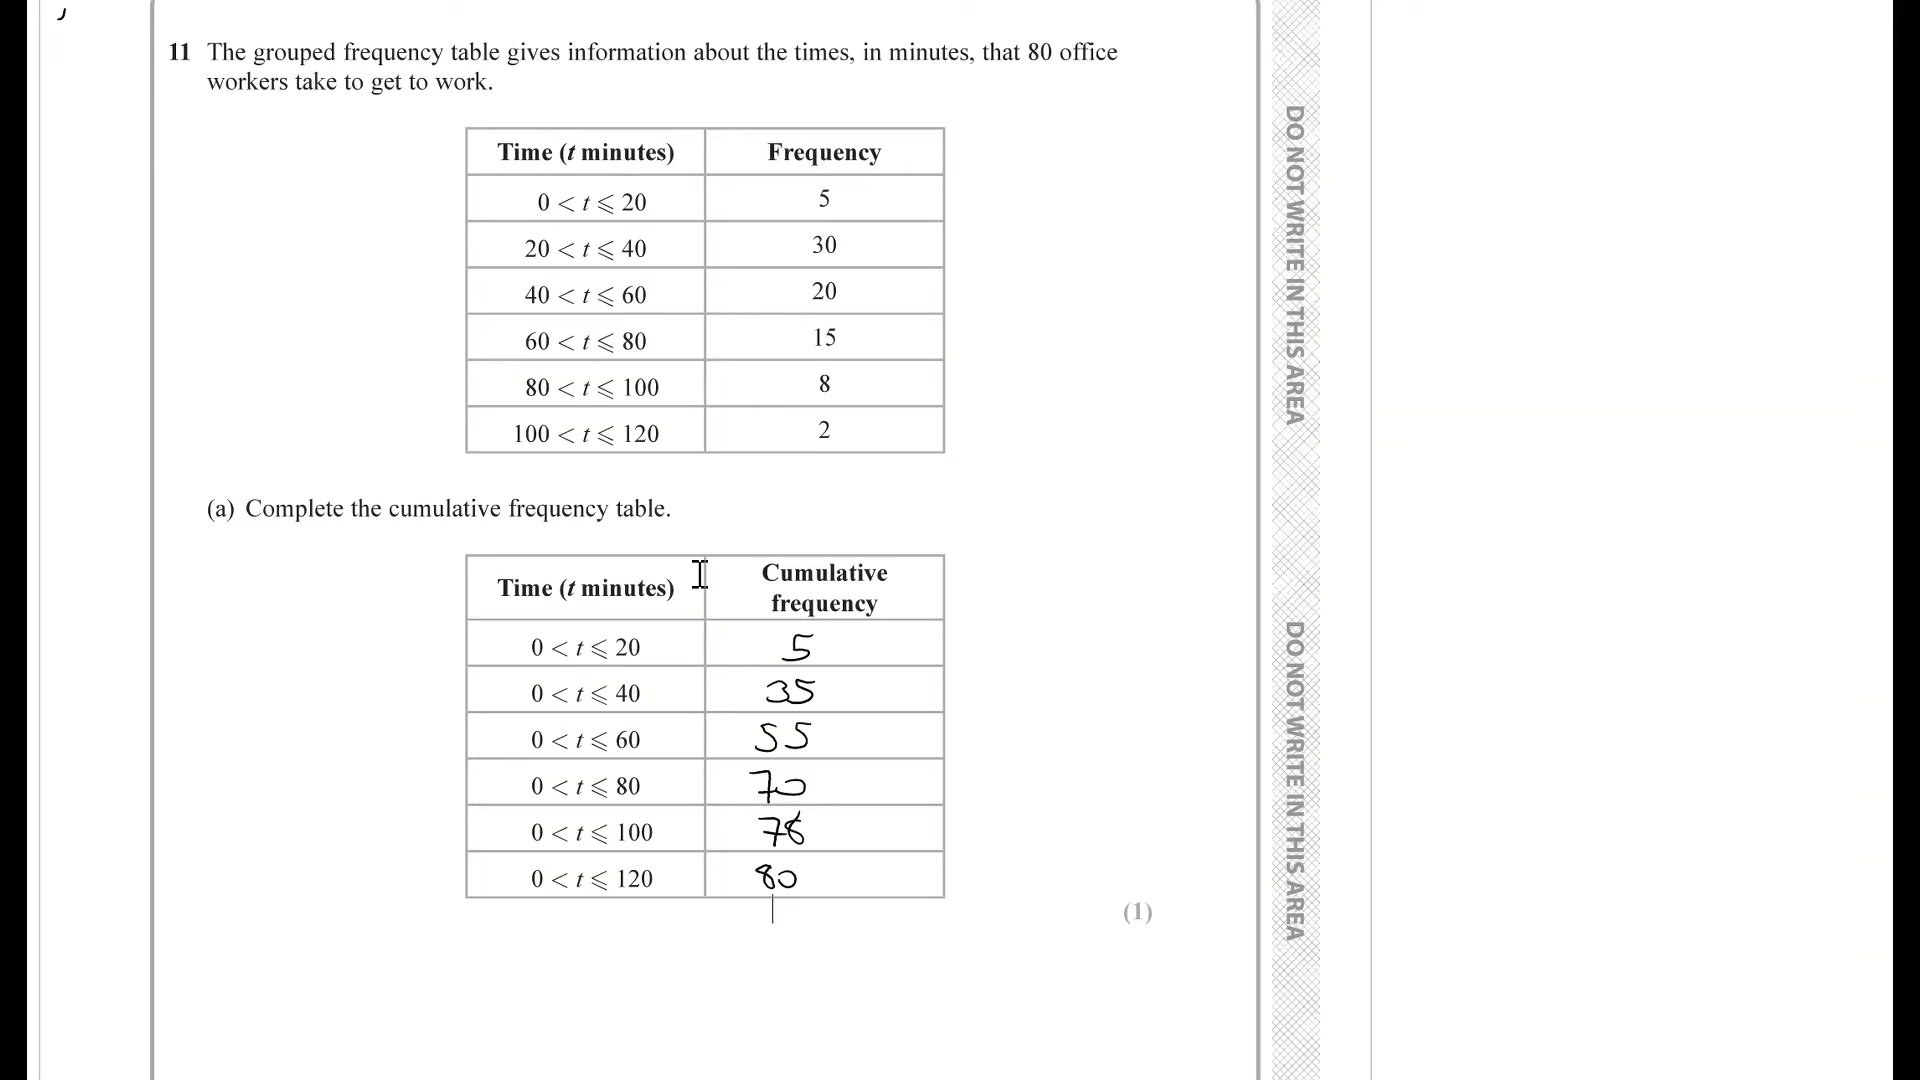 11 The grouped frequency table gives information about the times, in minutes, that 80 office
workers take to get to work.
Time (t minutes) Frequency
0 < t ⩽ 20 5
20 < t ⩽ 40 30
40 < t ⩽ 60 20
60 < t ⩽ 80 15
80 < t ⩽ 100 8
100 < t ⩽ 120 2
(a) Complete the cumulative frequency table.
Time (t minutes) Cumulative
frequency
0 < t ⩽ 20 5
0 < t ⩽ 40 35
0 < t ⩽ 60 55
0 < t ⩽ 80 70
0 < t ⩽ 100 78
0 < t ⩽ 120 80
(1)
DO NOT WRITE IN THIS AREA
DO NOT WRITE IN THIS AREA